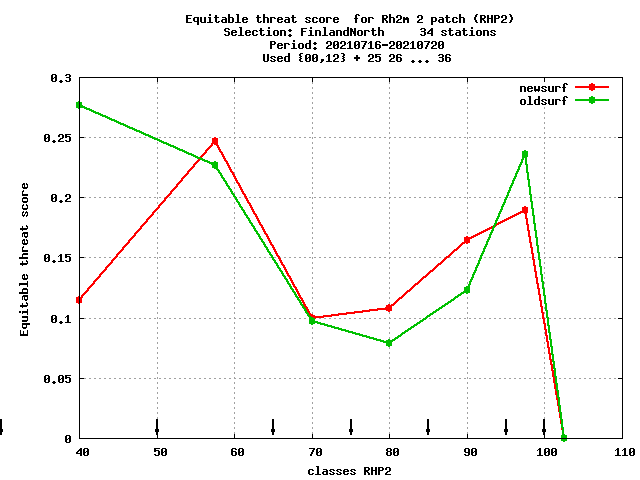 Equitable threat score  for Rh2m 2 patch (RHP2)
Selection: FinlandNorth     34 stations
Period: 20210716-20210720
Used {00,12} + 25 26 ... 36
newsurf
oldsurf
Equitable threat score
0.3
0.25
0.2
0.15
0.1
0.05
0
40 50 60 70 80 90 100 110
classes RHP2